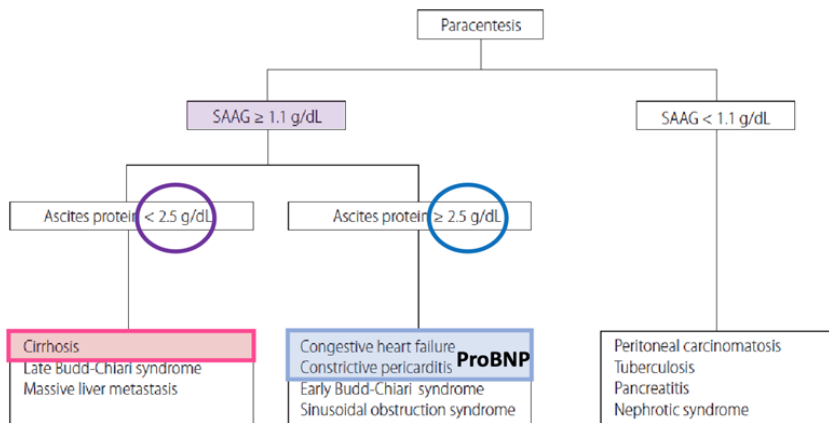 Paracentesis
SAAG ≥ 1.1 g/dL
SAAG < 1.1 g/dL
Ascites protein < 2.5 g/dL
Ascites protein ≥ 2.5 g/dL
Cirrhosis
Late Budd-Chiari syndrome
Massive liver metastasis
Congestive heart failure
Constrictive pericarditis
ProBNP
Early Budd-Chiari syndrome
Sinusoidal obstruction syndrome
Peritoneal carcinomatosis
Tuberculosis
Pancreatitis
Nephrotic syndrome